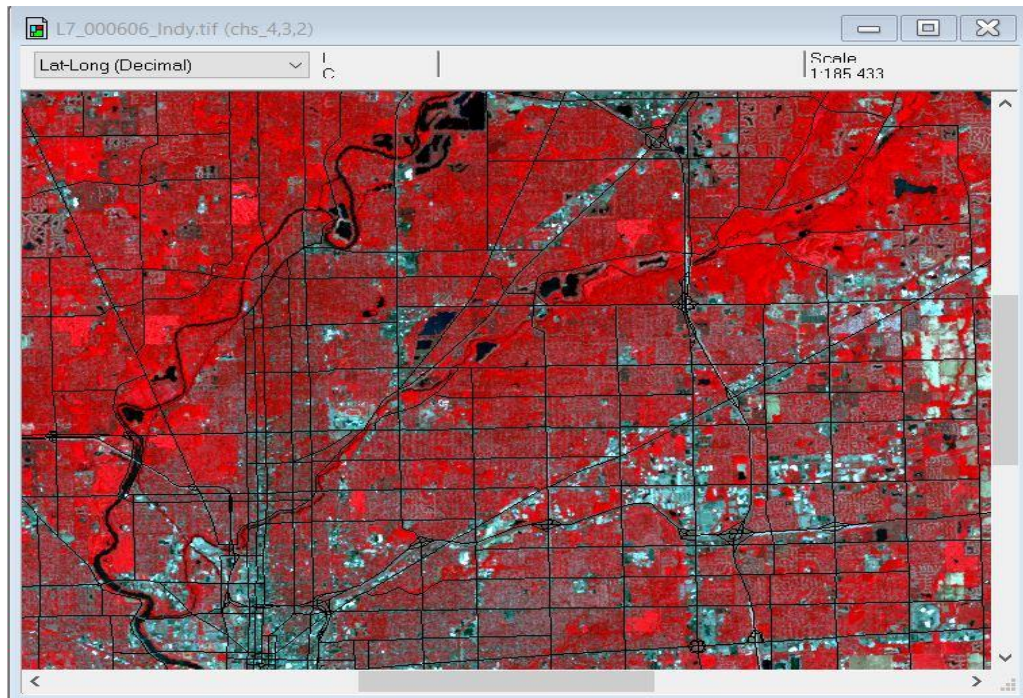 L7_000606_Indy.tif (chs_4,3,2)
Lat-Long (Decimal)
Scale
1:185,433